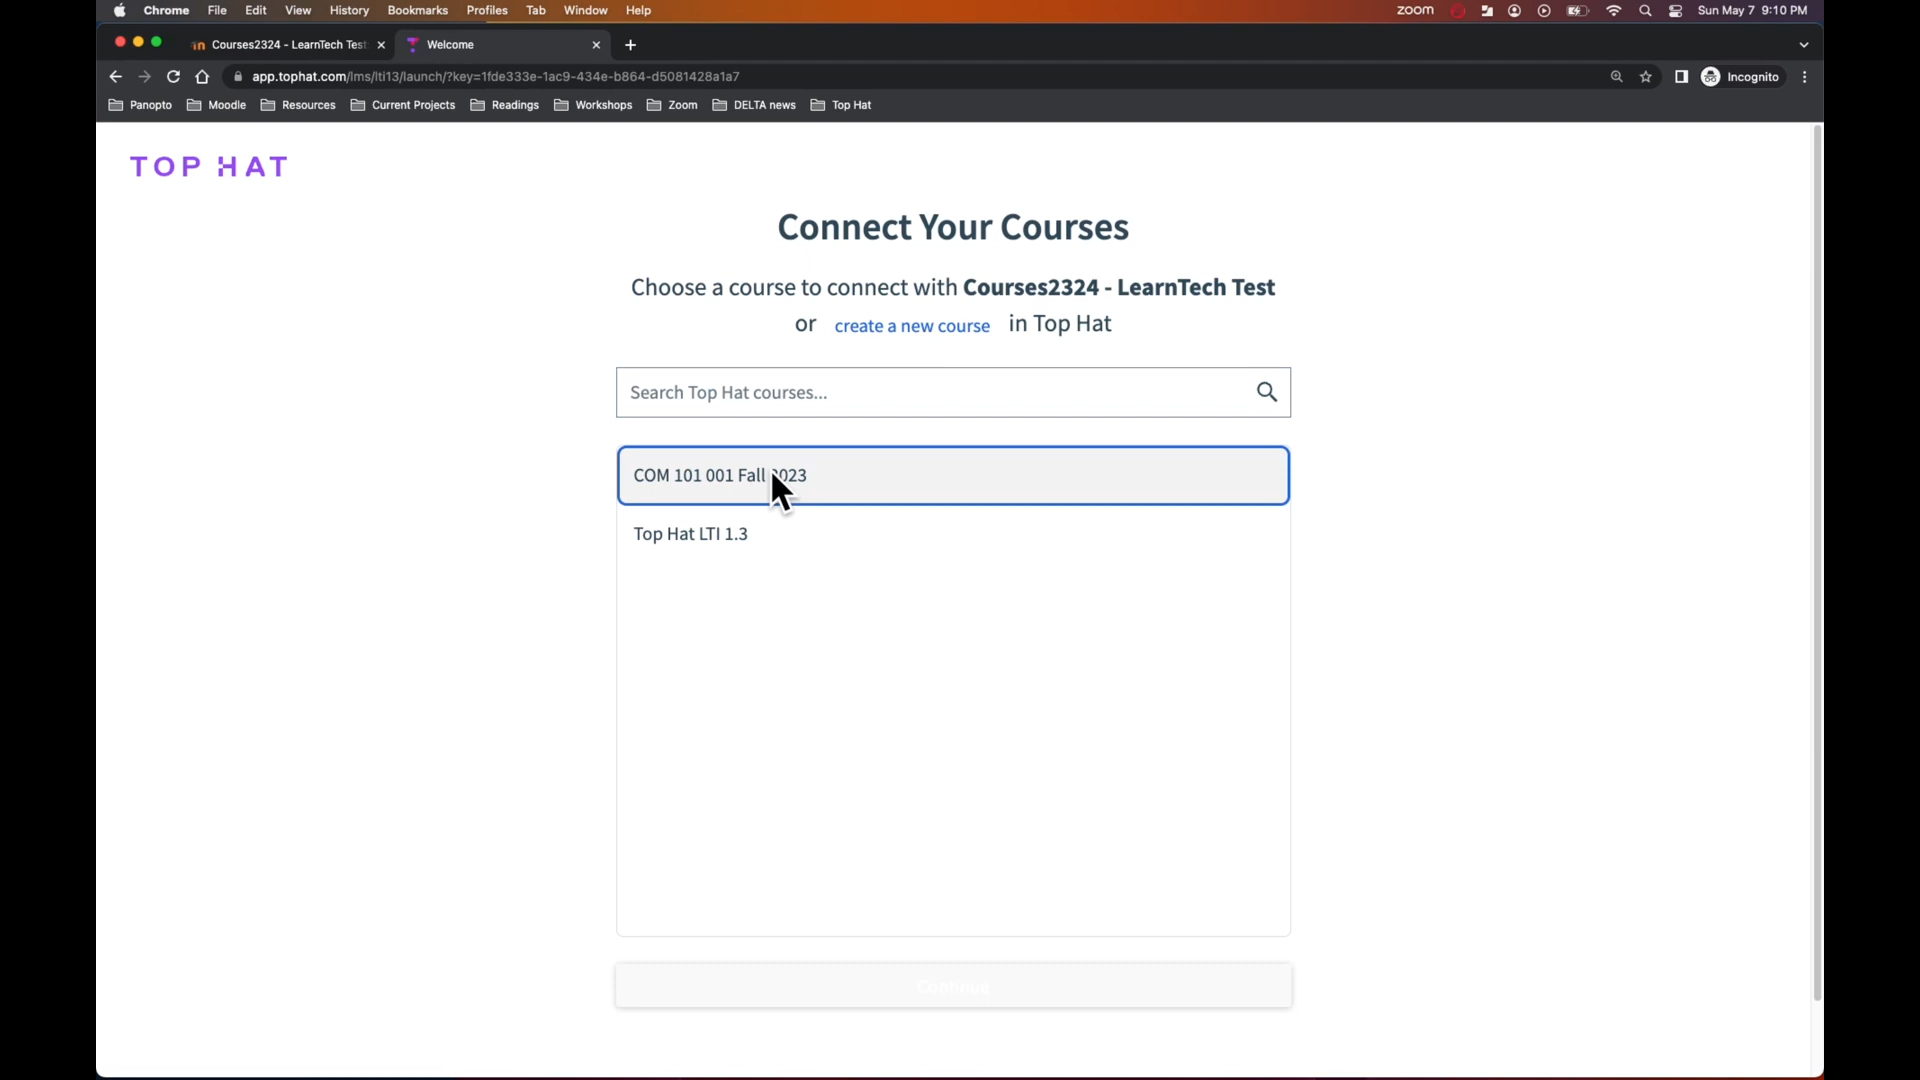 Chrome File Edit View History Bookmarks Profiles Tab Window Help zoom Sun May 7 9:10 PM
Courses2324 - LearnTech Test Welcome
app.tophat.com/lms/lti13/launch/?key=1fde333e-1ac9-434e-b864-d5081428a1a7 Incognito
Panopto Moodle Resources Current Projects Readings Workshops Zoom DELTA news Top Hat
TOP HAT
Connect Your Courses
Choose a course to connect with Courses2324 - LearnTech Test
or create a new course in Top Hat
Search Top Hat courses...
COM 101 001 Fall 2023
Top Hat LTI 1.3
Continue